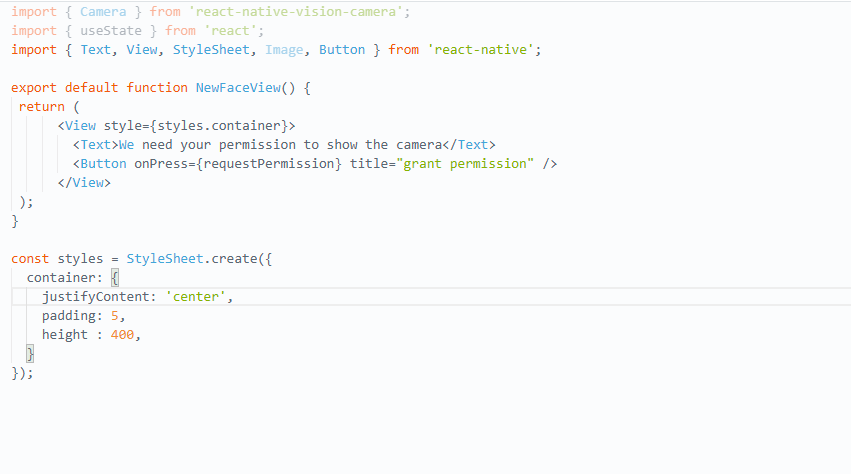 import { Camera } from 'react-native-vision-camera';
import { useState } from 'react';
import { Text, View, StyleSheet, Image, Button } from 'react-native';
export default function NewFaceView() {
return (
<View style={styles.container}>
<Text>We need your permission to show the camera</Text>
<Button onPress={requestPermission} title="grant permission" />
</View>
);
}
const styles = StyleSheet.create({
container: {
justifyContent: 'center',
padding: 5,
height : 400,
}
});